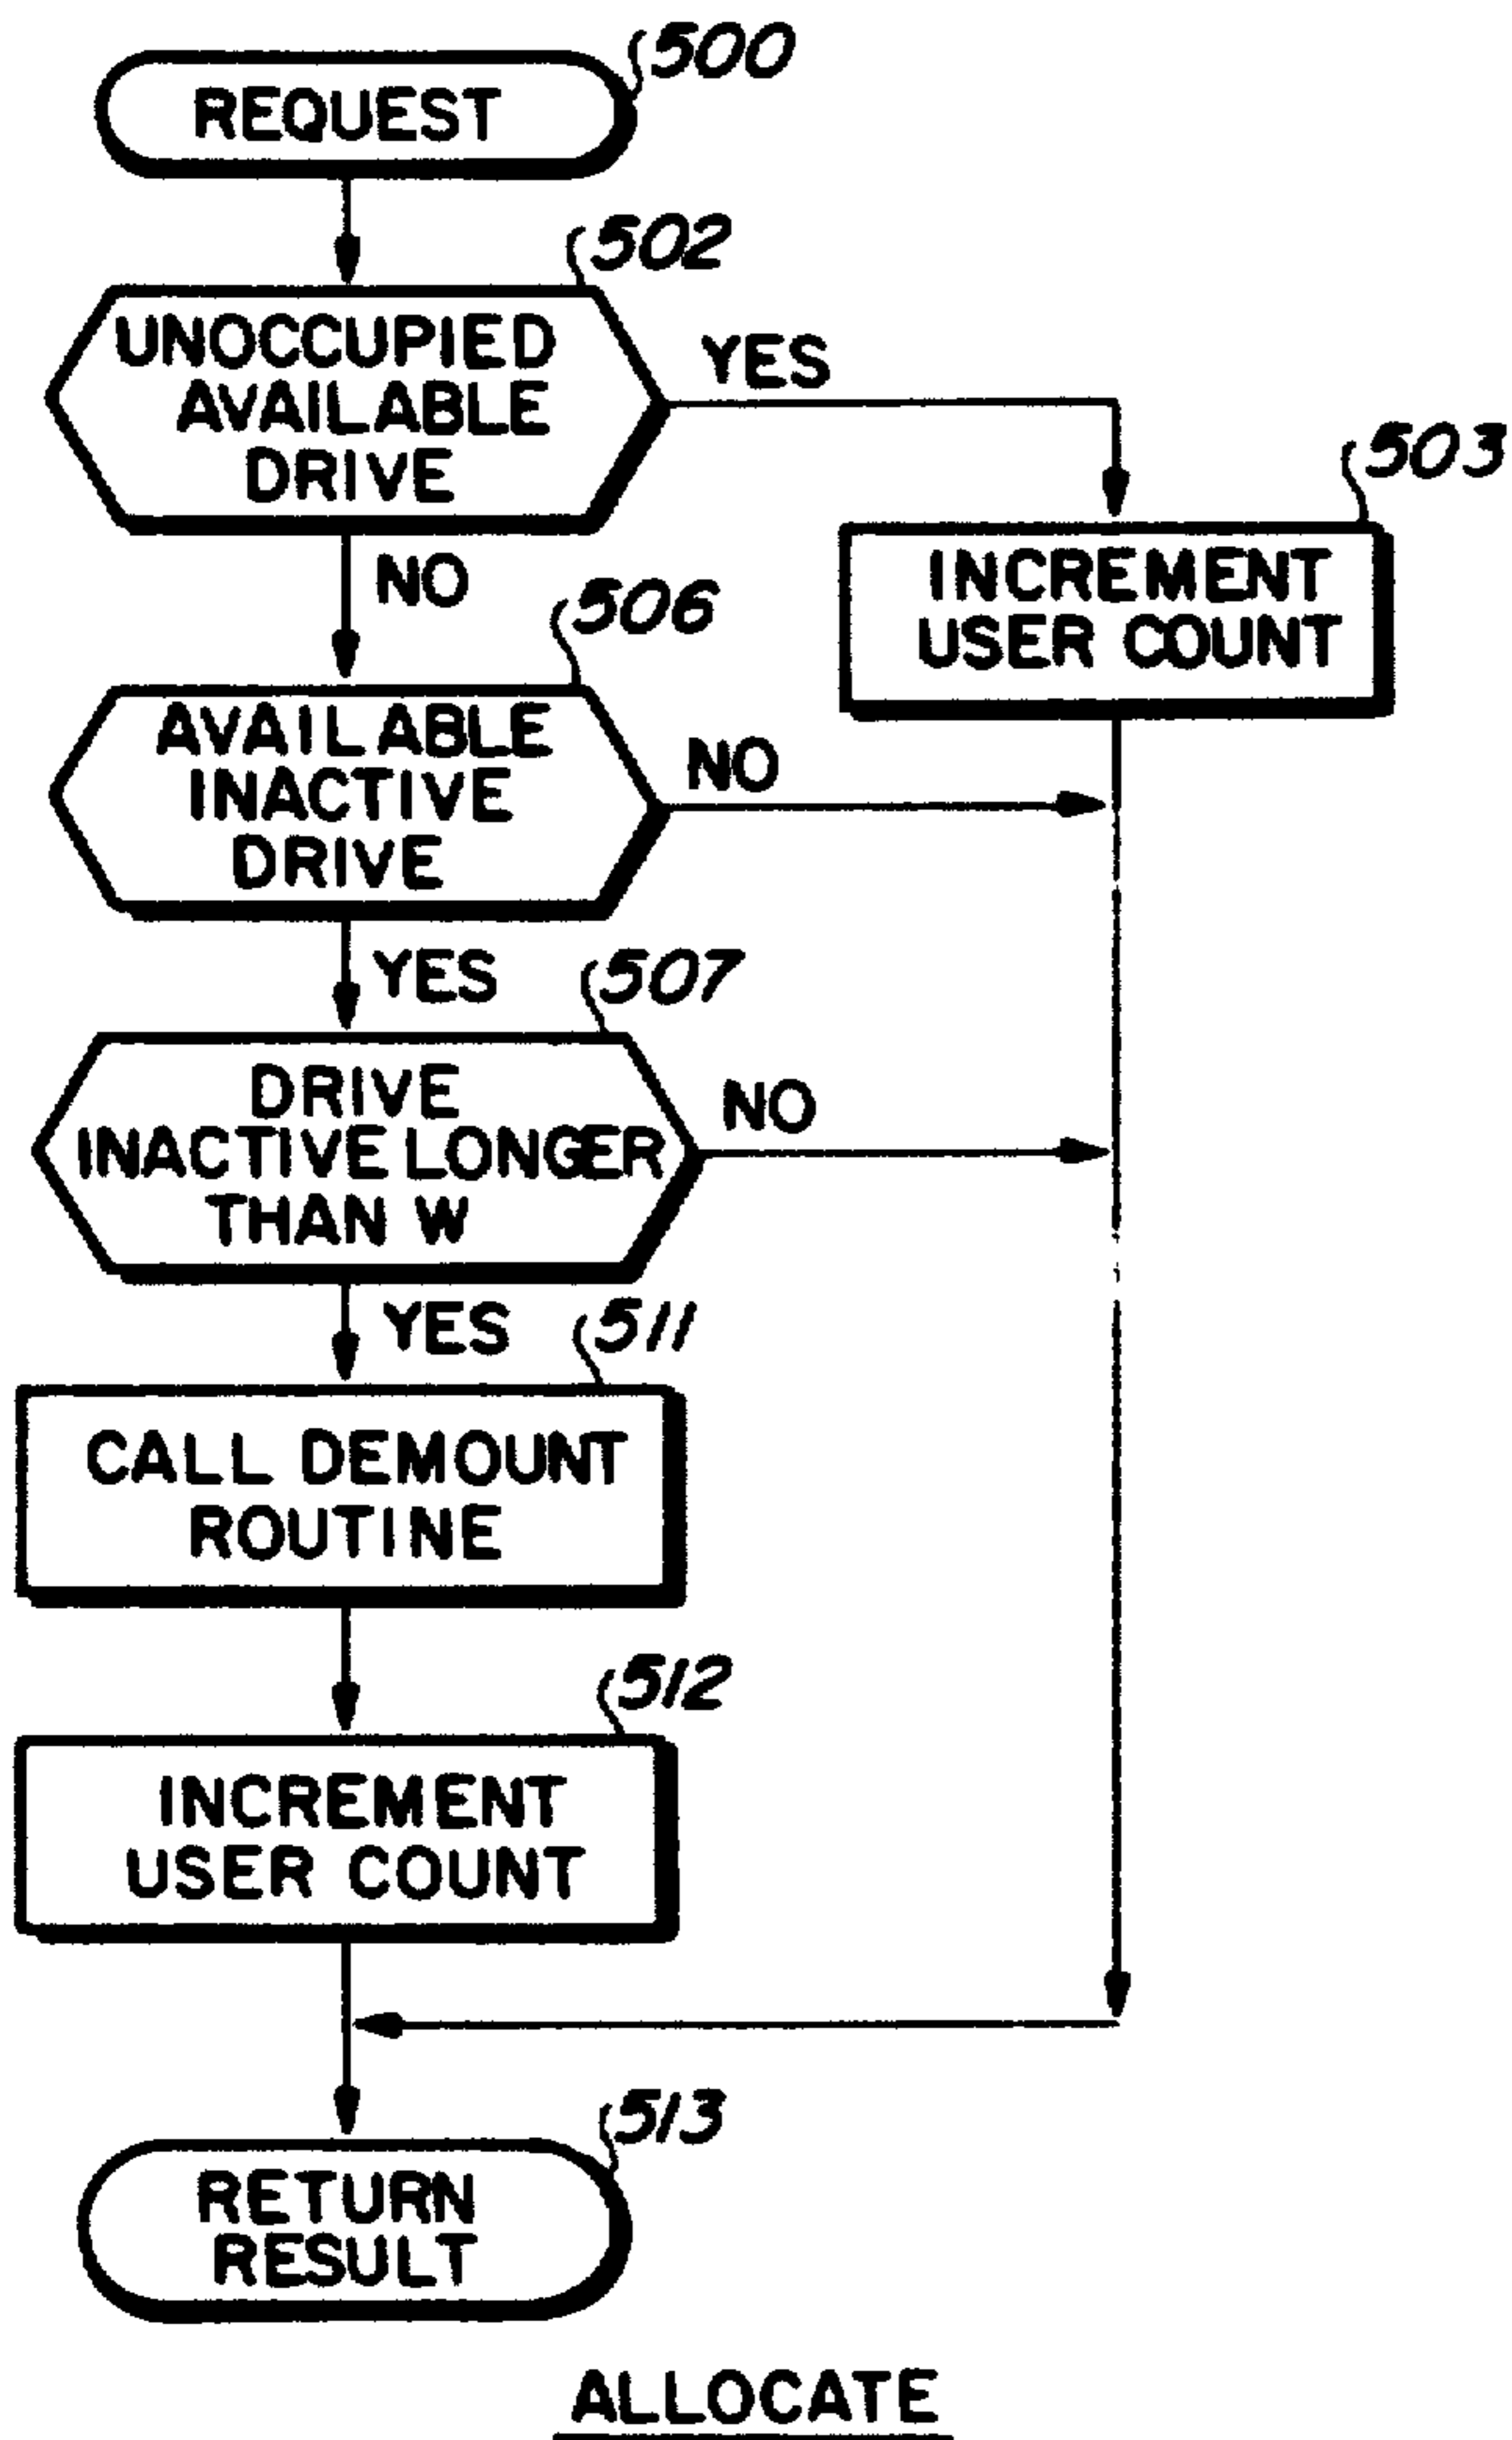 500
REQUEST
502
UNOCCUPIED
AVAILABLE
DRIVE
YES
503
INCREMENT
USER COUNT
NO
506
AVAILABLE
INACTIVE
DRIVE
NO
YES
507
DRIVE
INACTIVE LONGER
THAN W
NO
YES
511
CALL DEMOUNT
ROUTINE
512
INCREMENT
USER COUNT
513
RETURN
RESULT
ALLOCATE